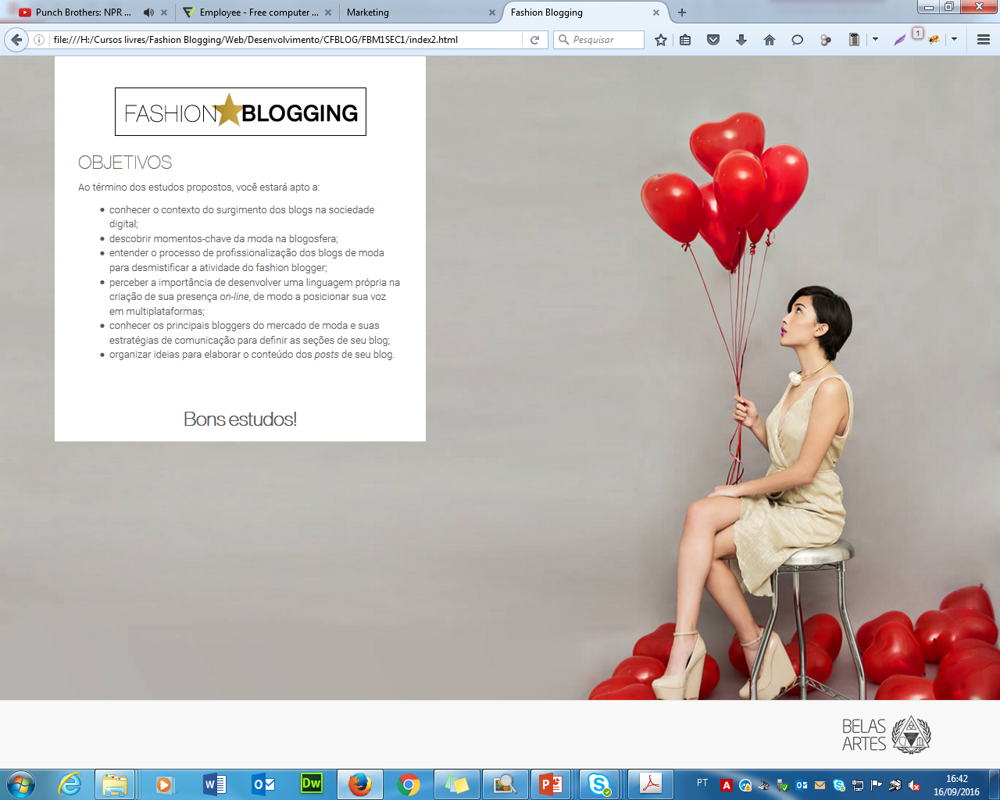 Punch Brothers: NPR ...
Employee - Free computer ...
Marketing
Fashion Blogging
file:///H:/Cursos livres/Fashion Blogging/Web/Desenvolvimento/CFBLOG/FBM1SEC1/index2.html
Pesquisar
1
FASHION BLOGGING
OBJETIVOS
Ao término dos estudos propostos, você estará apto a:
conhecer o contexto do surgimento dos blogs na sociedade
digital;
descobrir momentos-chave da moda na blogosfera;
entender o processo de profissionalização dos blogs de moda
para desmistificar a atividade do fashion blogger;
perceber a importância de desenvolver uma linguagem própria na
criação de sua presença on-line, de modo a posicionar sua voz
em multiplataformas;
conhecer os principais bloggers do mercado de moda e suas
estratégias de comunicação para definir as seções de seu blog;
organizar ideias para elaborar o conteúdo dos posts de seu blog.
Bons estudos!
BELAS
ARTES
Dw
PT
16:42
16/09/2016